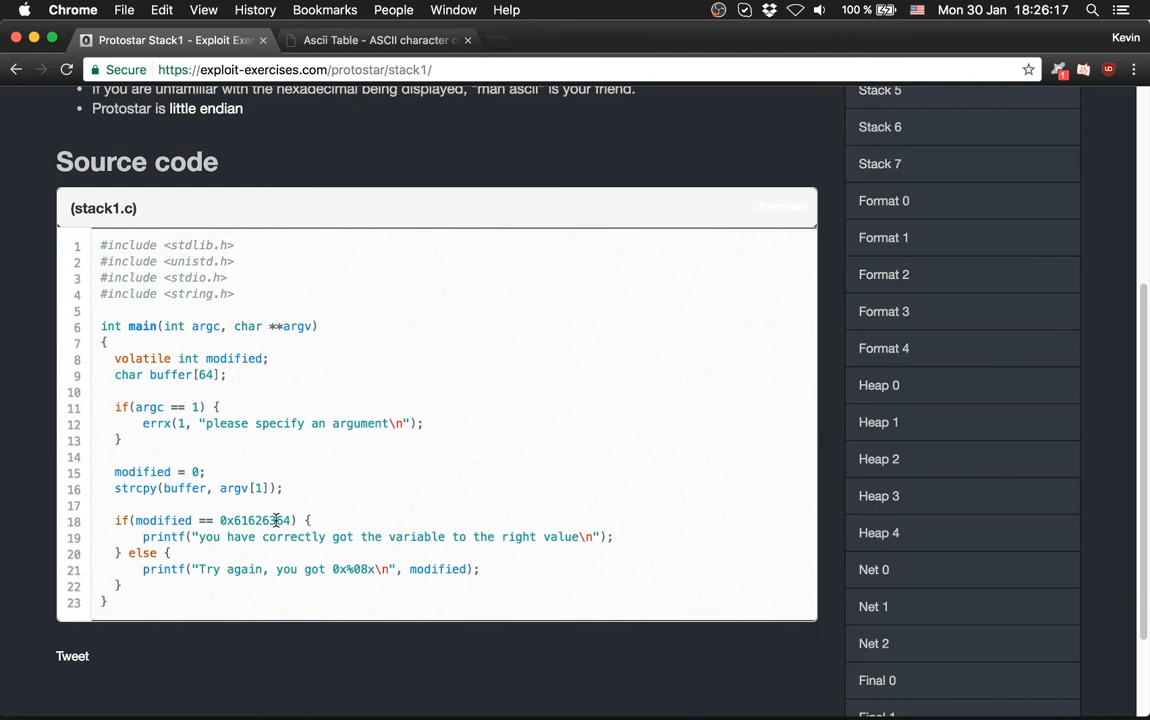 Chrome File Edit View History Bookmarks People Window Help 100 % Mon 30 Jan 18:26:17
Protostar Stack1 - Exploit Exer Ascii Table - ASCII character c Kevin
Secure https://exploit-exercises.com/protostar/stack1/ 1
If you are unfamiliar with the hexadecimal being displayed, "man ascii" is your friend.
Protostar is little endian
Source code
(stack1.c) download
1 #include <stdlib.h>
2 #include <unistd.h>
3 #include <stdio.h>
4 #include <string.h>
5
6 int main(int argc, char **argv)
7 {
8 volatile int modified;
9 char buffer[64];
10
11 if(argc == 1) {
12 errx(1, "please specify an argument\n");
13 }
14
15 modified = 0;
16 strcpy(buffer, argv[1]);
17
18 if(modified == 0x61626364) {
19 printf("you have correctly got the variable to the right value\n");
20 } else {
21 printf("Try again, you got 0x%08x\n", modified);
22 }
23 }
Tweet
Stack 5
Stack 6
Stack 7
Format 0
Format 1
Format 2
Format 3
Format 4
Heap 0
Heap 1
Heap 2
Heap 3
Heap 4
Net 0
Net 1
Net 2
Final 0
Final 1